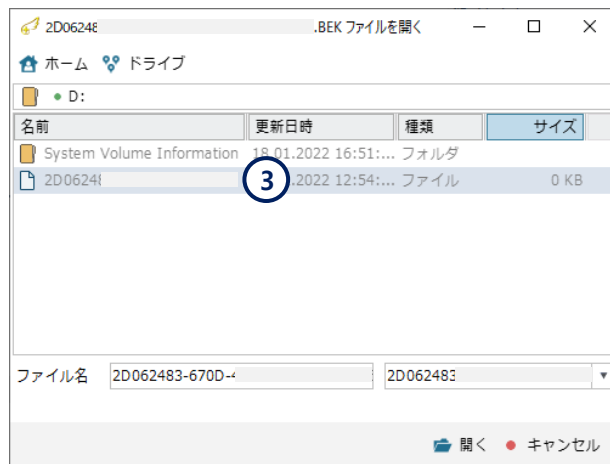 2D06248 .BEK ファイルを開く
ホーム ドライブ
D:
名前 更新日時 種類 サイズ
System Volume Information 18.01.2022 16:51:... フォルダ
2D06248 .2022 12:54:... ファイル 0 KB
3
ファイル名 2D062483-670D-4 2D062483
開く キャンセル